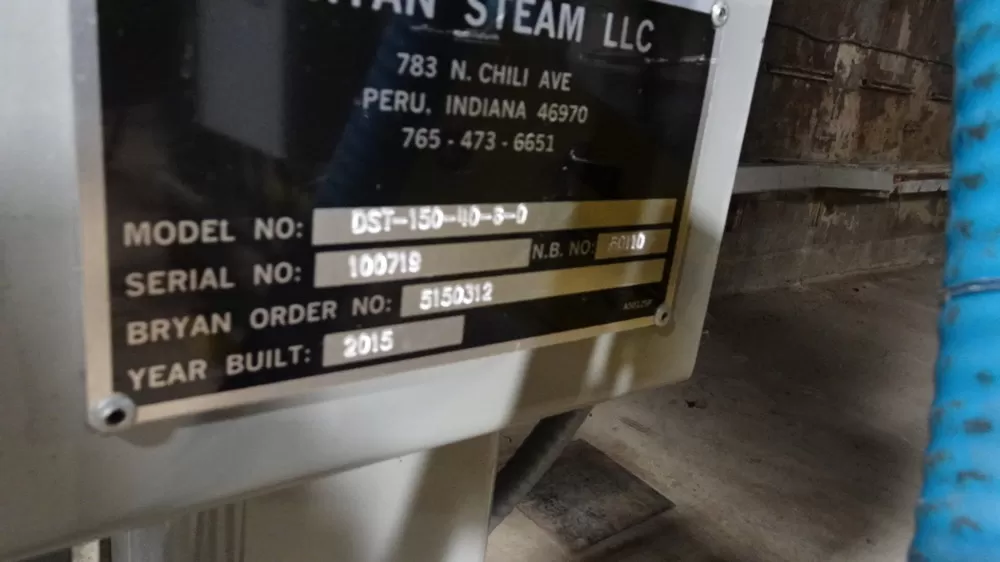 STEAM LLC
783 N. CHILI AVE
PERU, INDIANA 46970
765-473-6651
MODEL NO: DST-150-40-3-0
SERIAL NO: 100719 N.B. NO:
BRYAN ORDER NO: 5150312
YEAR BUILT: 2015